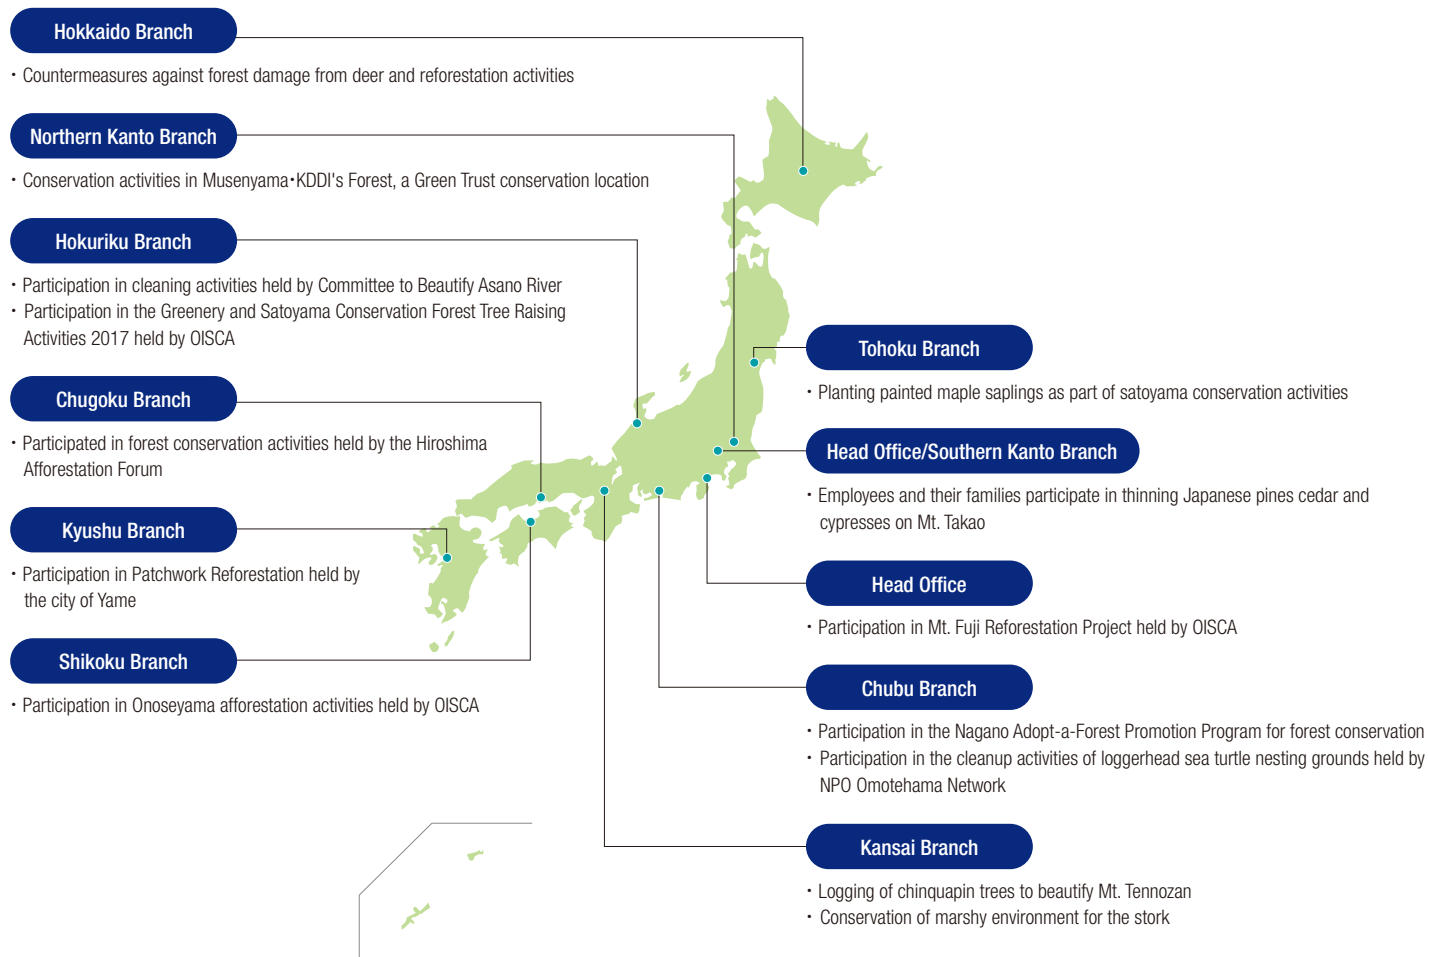 Hokkaido Branch
・Countermeasures against forest damage from deer and reforestation activities
Northern Kanto Branch
・Conservation activities in Musenyama・KDDI's Forest, a Green Trust conservation location
Hokuriku Branch
・Participation in cleaning activities held by Committee to Beautify Asano River
・Participation in the Greenery and Satoyama Conservation Forest Tree Raising
Activities 2017 held by OISCA
Chugoku Branch
・Participated in forest conservation activities held by the Hiroshima
Afforestation Forum
Kyushu Branch
・Participation in Patchwork Reforestation held by
the city of Yame
Shikoku Branch
・Participation in Onoseyama afforestation activities held by OISCA
Tohoku Branch
・Planting painted maple saplings as part of satoyama conservation activities
Head Office/Southern Kanto Branch
・Employees and their families participate in thinning Japanese pines cedar and
cypresses on Mt. Takao
Head Office
・Participation in Mt. Fuji Reforestation Project held by OISCA
Chubu Branch
・Participation in the Nagano Adopt-a-Forest Promotion Program for forest conservation
・Participation in the cleanup activities of loggerhead sea turtle nesting grounds held by
NPO Omotehama Network
Kansai Branch
・Logging of chinquapin trees to beautify Mt. Tennozan
・Conservation of marshy environment for the stork